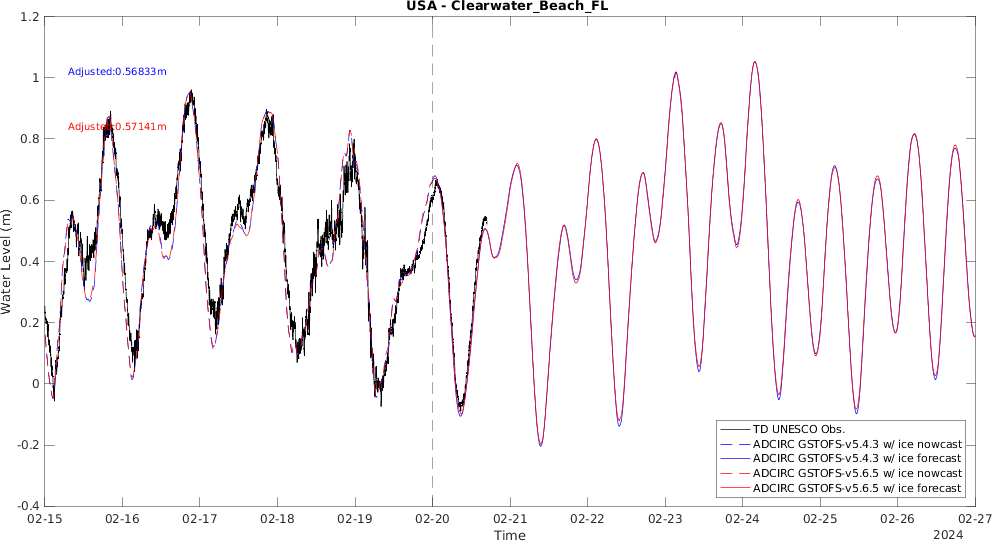 USA - Clearwater_Beach_FL
1.2
1
0.8
0.6
0.4
0.2
0
-0.2
-0.4
Water Level (m)
Adjusted:0.56833m
Adjusted:0.57141m
TD UNESCO Obs.
ADCIRC GSTOFS-v5.4.3 w/ ice nowcast
ADCIRC GSTOFS-v5.4.3 w/ ice forecast
ADCIRC GSTOFS-v5.6.5 w/ ice nowcast
ADCIRC GSTOFS-v5.6.5 w/ ice forecast
02-15 02-16 02-17 02-18 02-19 02-20 02-21 02-22 02-23 02-24 02-25 02-26 02-27
Time
2024